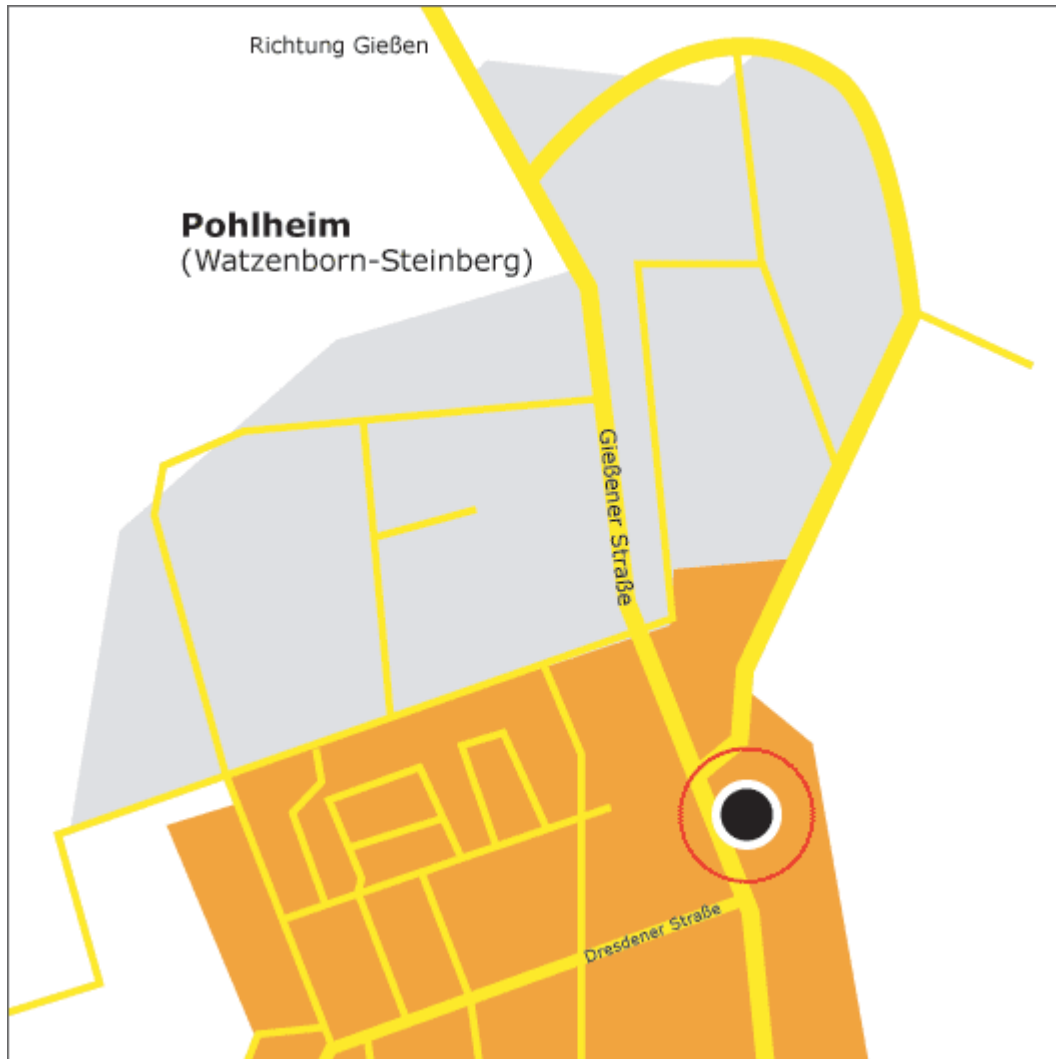 Richtung Gießen
Pohlheim
(Watzenborn-Steinberg)
Gießener Straße
Dresdener Straße